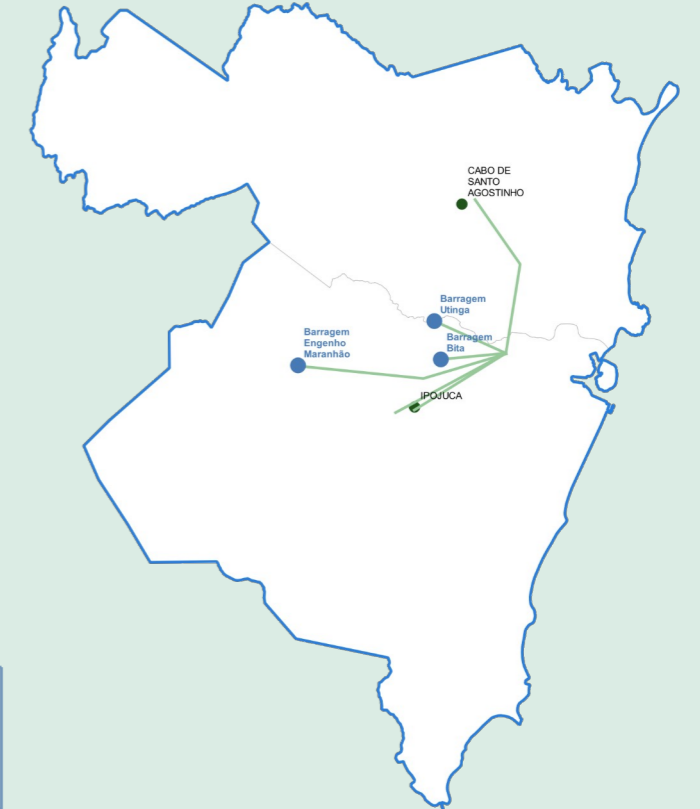 CABO DE
SANTO
AGOSTINHO
Barragem
Utinga
Barragem
Engenho
Maranhão
Barragem
Bita
IPOJUCA